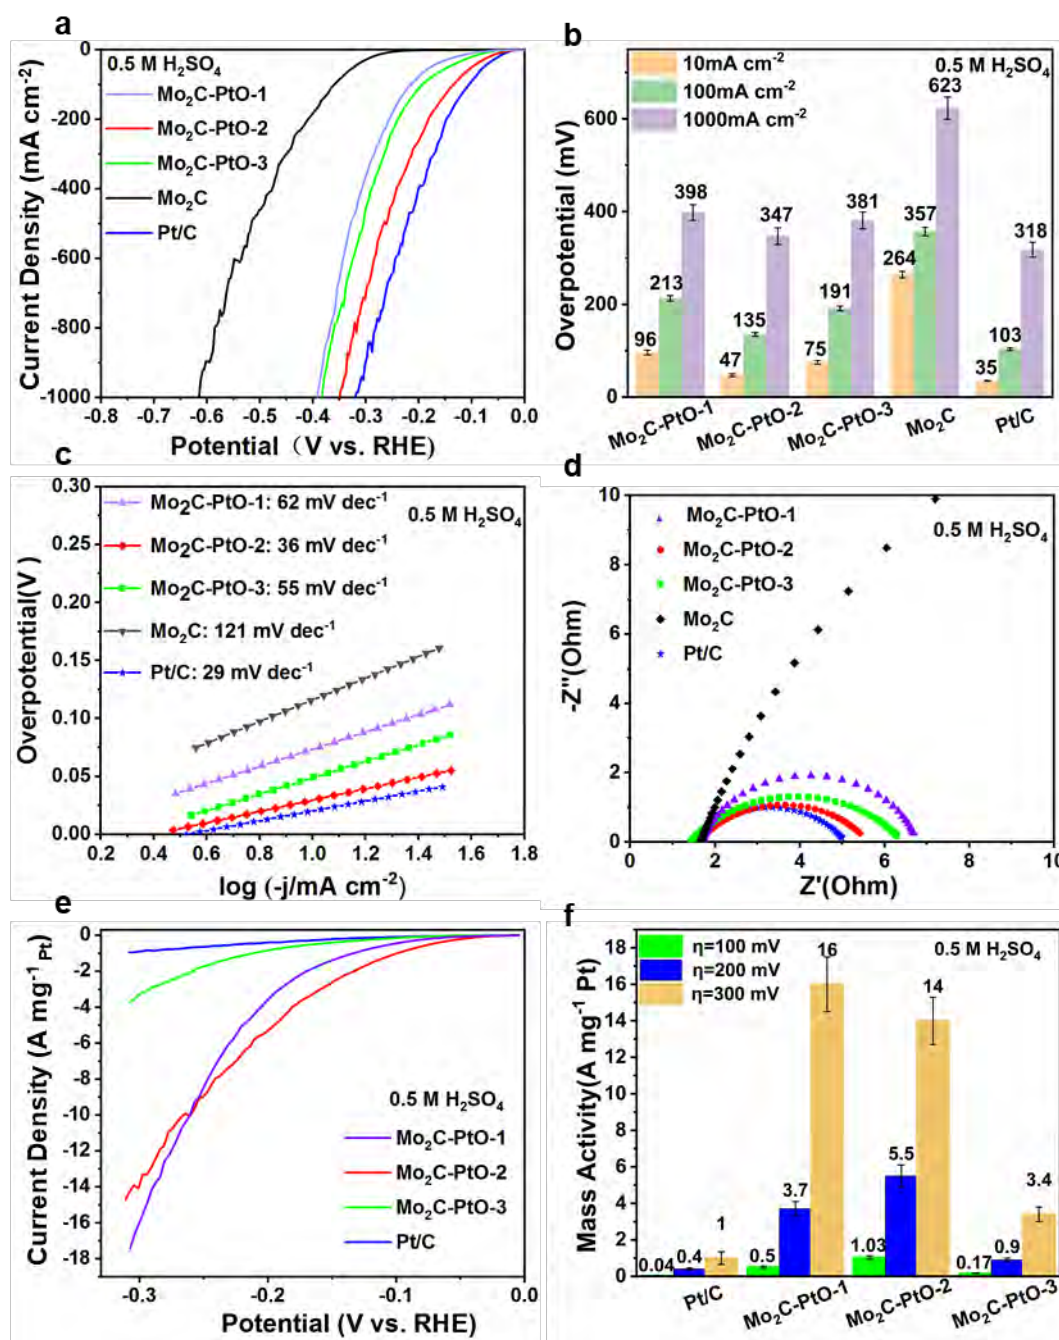 a
0.5 M H₂SO₄
Mo₂C-PtO-1
Mo₂C-PtO-2
Mo₂C-PtO-3
Mo₂C
Pt/C
Current Density (mA cm⁻²)
0
-200
-400
-600
-800
-1000
-0.8 -0.7 -0.6 -0.5 -0.4 -0.3 -0.2 -0.1 0.0
Potential （V vs. RHE)
b
10mA cm⁻²
100mA cm⁻²
1000mA cm⁻²
0.5 M H₂SO₄
Overpotential (mV)
600
400
200
0
96 213 398
47 135 347
75 191 381
264 357 623
35 103 318
Mo₂C-PtO-1 Mo₂C-PtO-2 Mo₂C-PtO-3 Mo₂C Pt/C
c
Mo2C-PtO-1: 62 mV dec⁻¹
0.5 M H₂SO₄
Mo2C-PtO-2: 36 mV dec⁻¹
Mo2C-PtO-3: 55 mV dec⁻¹
Mo₂C: 121 mV dec⁻¹
Pt/C: 29 mV dec⁻¹
Overpotential(V )
0.30
0.25
0.20
0.15
0.10
0.05
0.00
0.2 0.4 0.6 0.8 1.0 1.2 1.4 1.6 1.8
log (-j/mA cm⁻²)
d
Mo₂C-PtO-1
0.5 M H₂SO₄
Mo₂C-PtO-2
Mo₂C-PtO-3
Mo₂C
Pt/C
-Z''(Ohm)
10
8
6
4
2
0
0 2 4 6 8 10
Z'(Ohm)
e
Current Density (A mg⁻¹ Pt)
0
-2
-4
-6
-8
-10
-12
-14
-16
-18
0.5 M H₂SO₄
Mo₂C-PtO-1
Mo₂C-PtO-2
Mo₂C-PtO-3
Pt/C
-0.3 -0.2 -0.1 0.0
Potential (V vs. RHE)
f
η=100 mV
η=200 mV
η=300 mV
0.5 M H₂SO₄
Mass Activity(A mg⁻¹ Pt)
18
16
14
12
10
8
6
4
2
0
0.04 0.4 1
0.5 3.7 16
1.03 5.5 14
0.17 0.9 3.4
Pt/C Mo₂C-PtO-1 Mo₂C-PtO-2 Mo₂C-PtO-3